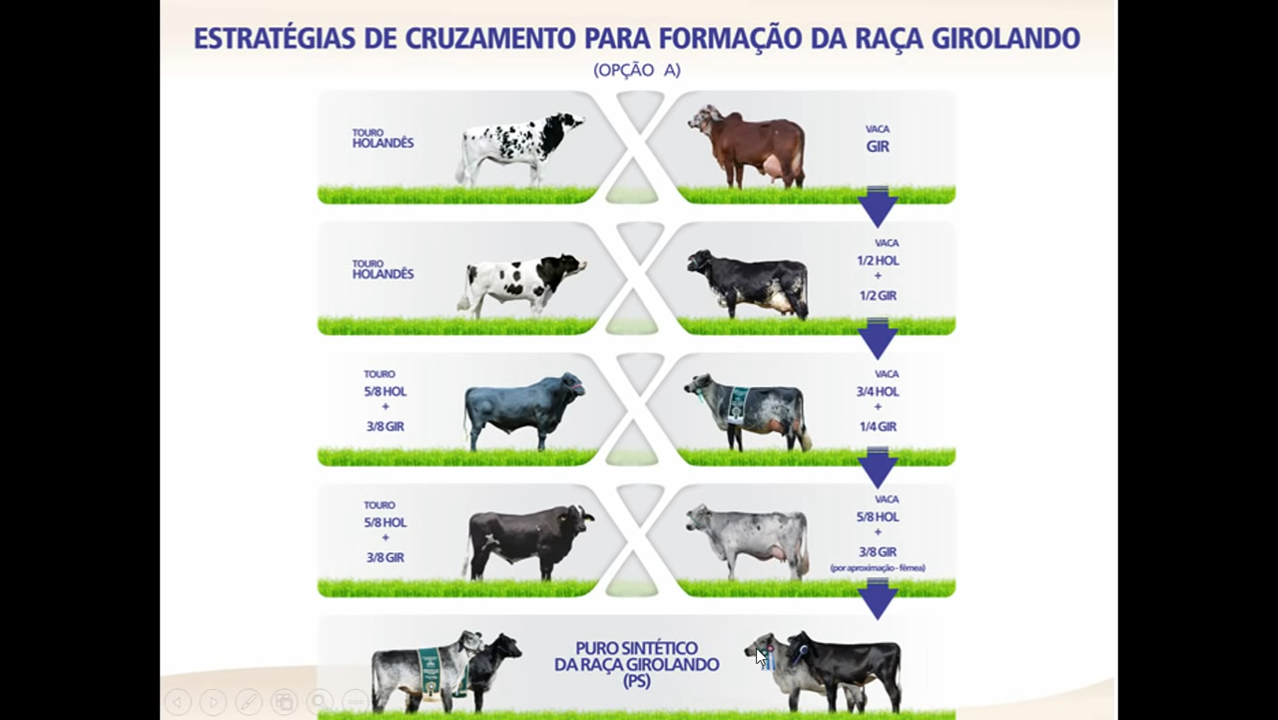 ESTRATÉGIAS DE CRUZAMENTO PARA FORMAÇÃO DA RAÇA GIROLANDO
(OPÇÃO A)
TOURO
HOLANDÊS
VACA
GIR
TOURO
HOLANDÊS
VACA
1/2 HOL
+
1/2 GIR
TOURO
5/8 HOL
+
3/8 GIR
VACA
3/4 HOL
+
1/4 GIR
TOURO
5/8 HOL
+
3/8 GIR
VACA
5/8 HOL
+
3/8 GIR
(por aproximação - fêmea)
PURO SINTÉTICO
DA RAÇA GIROLANDO
(PS)